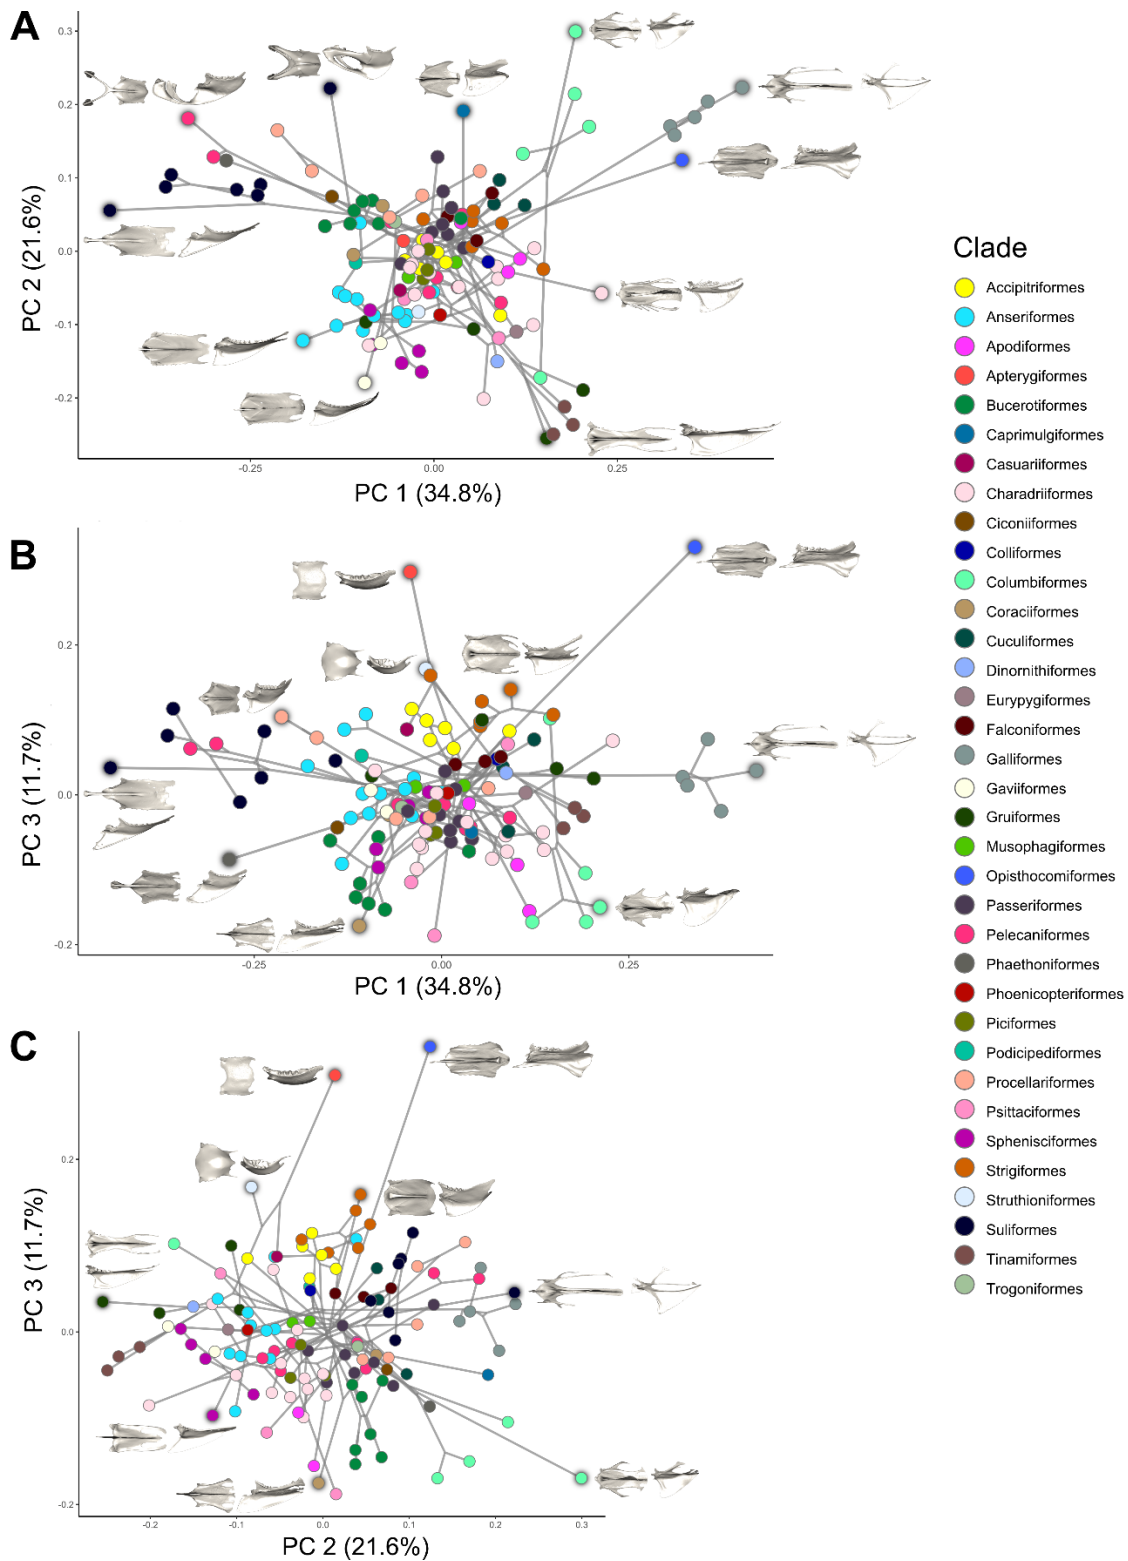 A
0.3
0.2
0.1
0.0
-0.1
-0.2
PC 2 (21.6%)
-0.25
0.00
0.25
PC 1 (34.8%)
B
0.2
0.0
-0.2
PC 3 (11.7%)
-0.25
0.00
0.25
PC 1 (34.8%)
C
0.2
0.0
-0.2
PC 3 (11.7%)
-0.2
-0.1
0.0
0.1
0.2
0.3
PC 2 (21.6%)
Clade
Accipitriformes
Anseriformes
Apodiformes
Apterygiformes
Bucerotiformes
Caprimulgiformes
Casuariiformes
Charadriiformes
Ciconiiformes
Colliformes
Columbiformes
Coraciiformes
Cuculiformes
Dinornithiformes
Eurypygiformes
Falconiformes
Galliformes
Gaviiformes
Gruiformes
Musophagiformes
Opisthocomiformes
Passeriformes
Pelecaniformes
Phaethoniformes
Phoenicopteriformes
Piciformes
Podicipediformes
Procellariformes
Psittaciformes
Sphenisciformes
Strigiformes
Struthioniformes
Suliformes
Tinamiformes
Trogoniformes